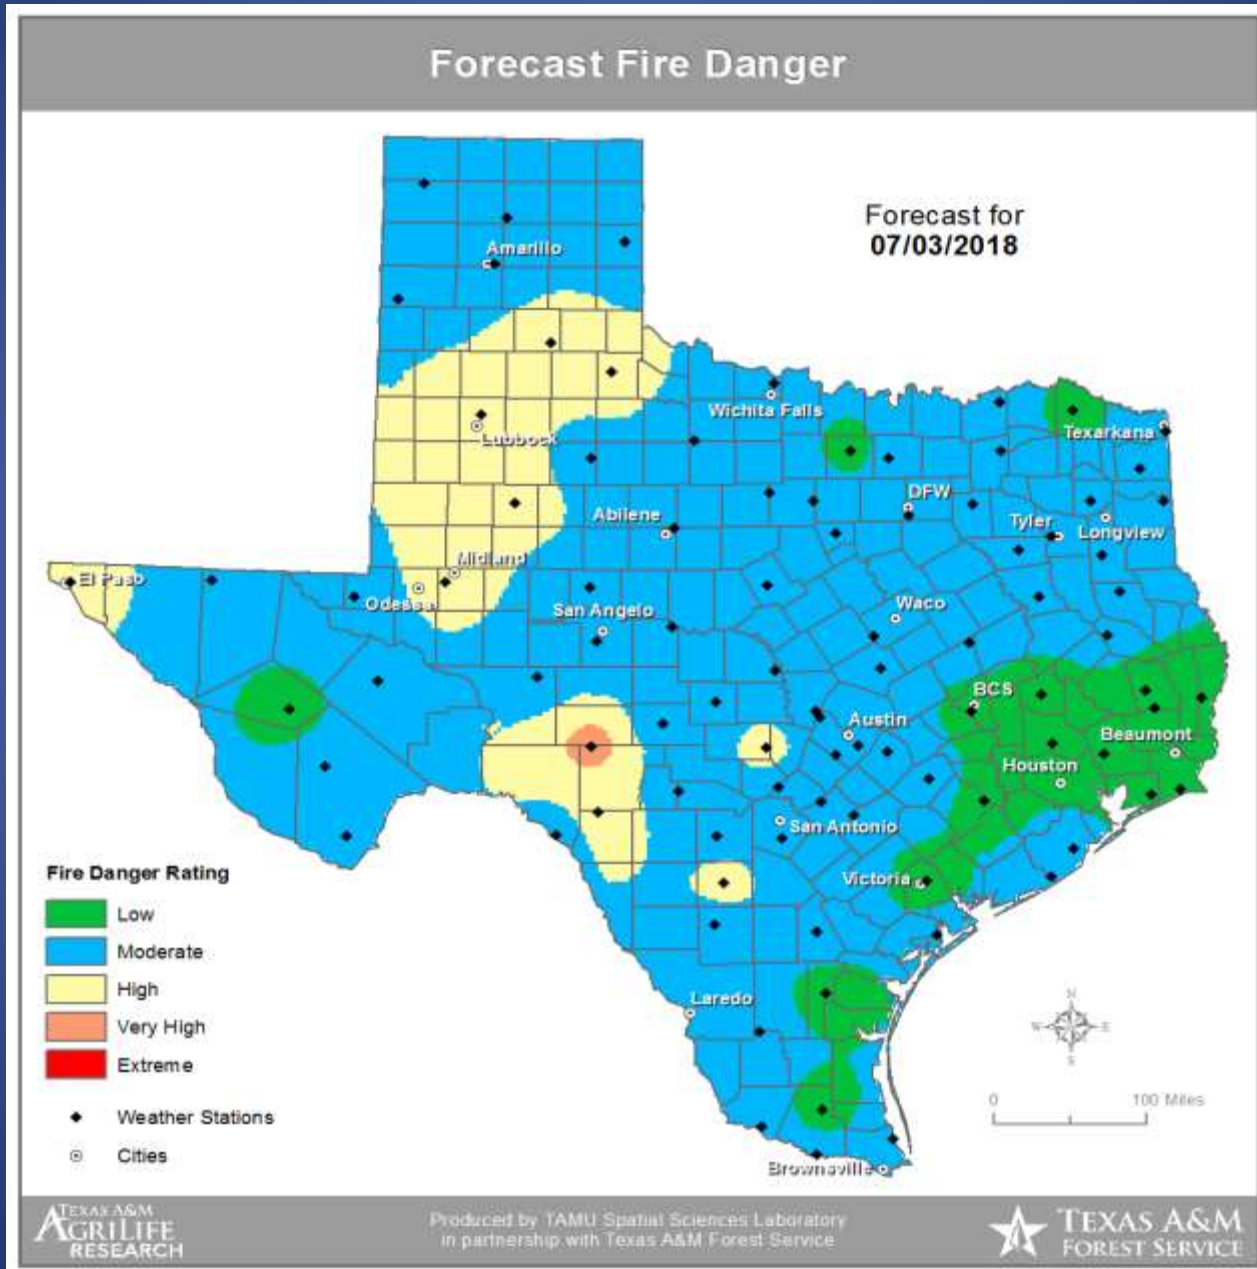 Forecast Fire Danger
Forecast for
07/03/2018
Amarillo
Wichita Falls
Lubbock
Texarkana
DFW
Abilene
Tyler
Longview
Midland
El Paso
Odessa
San Angelo
Waco
BCS
Austin
Beaumont
Houston
San Antonio
Victoria
Laredo
Brownsville
Fire Danger Rating
Low
Moderate
High
Very High
Extreme
Weather Stations
Cities
N
W
E
S
0
100 Miles
TEXAS A&M
AGRILIFE
RESEARCH
Produced by TAMU Spatial Sciences Laboratory
in partnership with Texas A&M Forest Service
TEXAS A&M
FOREST SERVICE